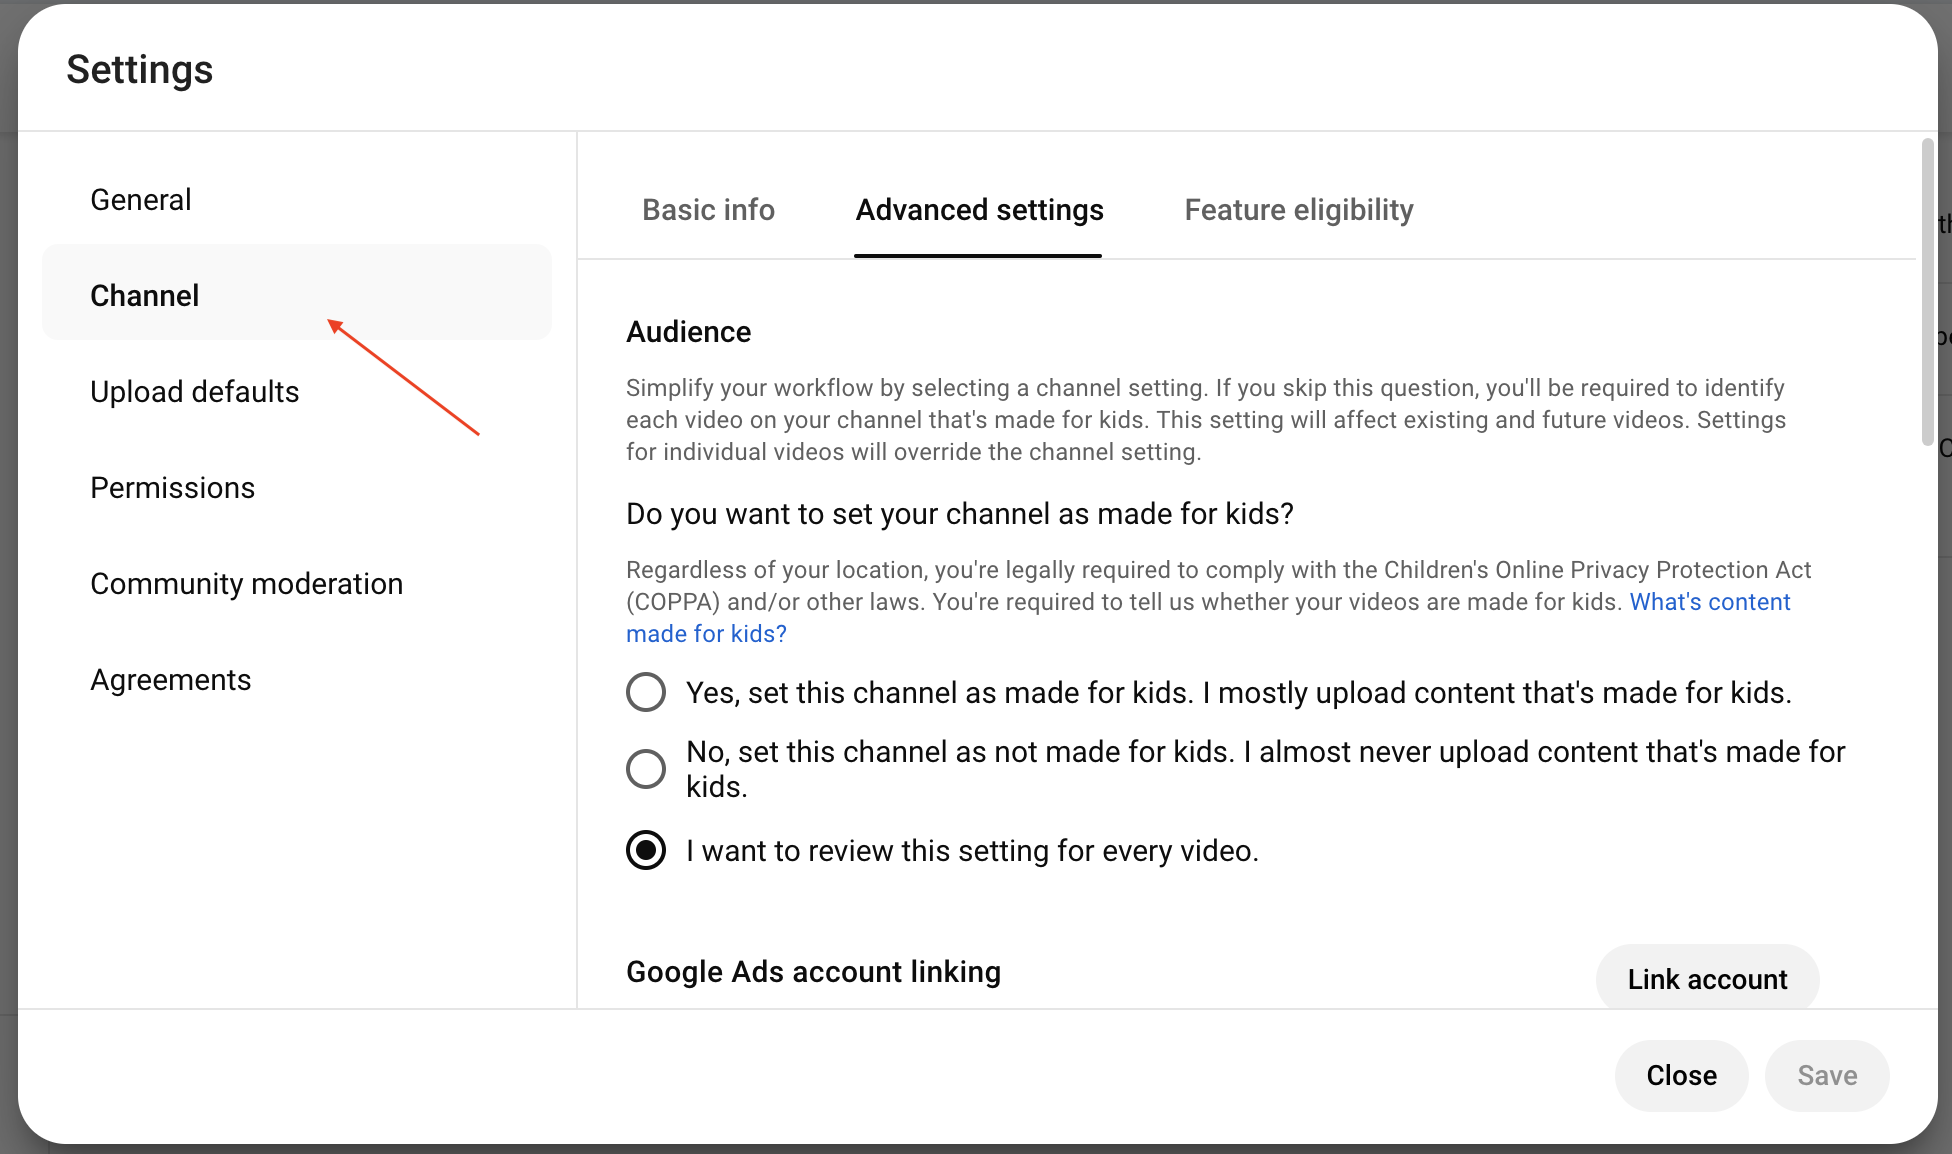 Settings
General
Channel
Upload defaults
Permissions
Community moderation
Agreements
Basic info
Advanced settings
Feature eligibility
Audience
Simplify your workflow by selecting a channel setting. If you skip this question, you'll be required to identify
each video on your channel that's made for kids. This setting will affect existing and future videos. Settings
for individual videos will override the channel setting.
Do you want to set your channel as made for kids?
Regardless of your location, you're legally required to comply with the Children's Online Privacy Protection Act
(COPPA) and/or other laws. You're required to tell us whether your videos are made for kids. What's content
made for kids?
Yes, set this channel as made for kids. I mostly upload content that's made for kids.
No, set this channel as not made for kids. I almost never upload content that's made for
kids.
I want to review this setting for every video.
Google Ads account linking
Link account
Close
Save